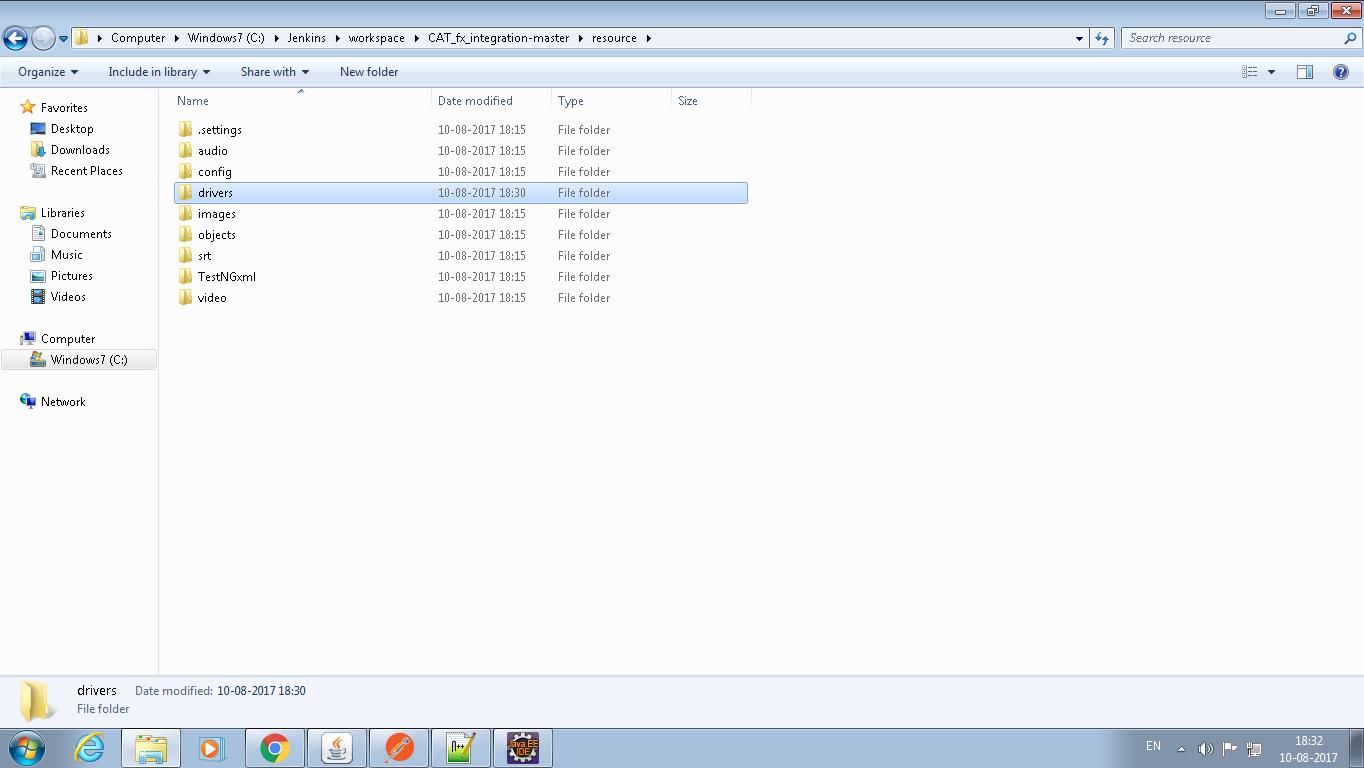 Computer Windows7 (C:) Jenkins workspace CAT_fx_integration-master resource Search resource
Organize Include in library Share with New folder
Favorites
Desktop
Downloads
Recent Places
Libraries
Documents
Music
Pictures
Videos
Computer
Windows7 (C:)
Network
Name Date modified Type Size
.settings 10-08-2017 18:15 File folder
audio 10-08-2017 18:15 File folder
config 10-08-2017 18:15 File folder
drivers 10-08-2017 18:30 File folder
images 10-08-2017 18:15 File folder
objects 10-08-2017 18:15 File folder
srt 10-08-2017 18:15 File folder
TestNGxml 10-08-2017 18:15 File folder
video 10-08-2017 18:15 File folder
drivers Date modified: 10-08-2017 18:30
File folder
Java EE
IDE
EN
18:32
10-08-2017